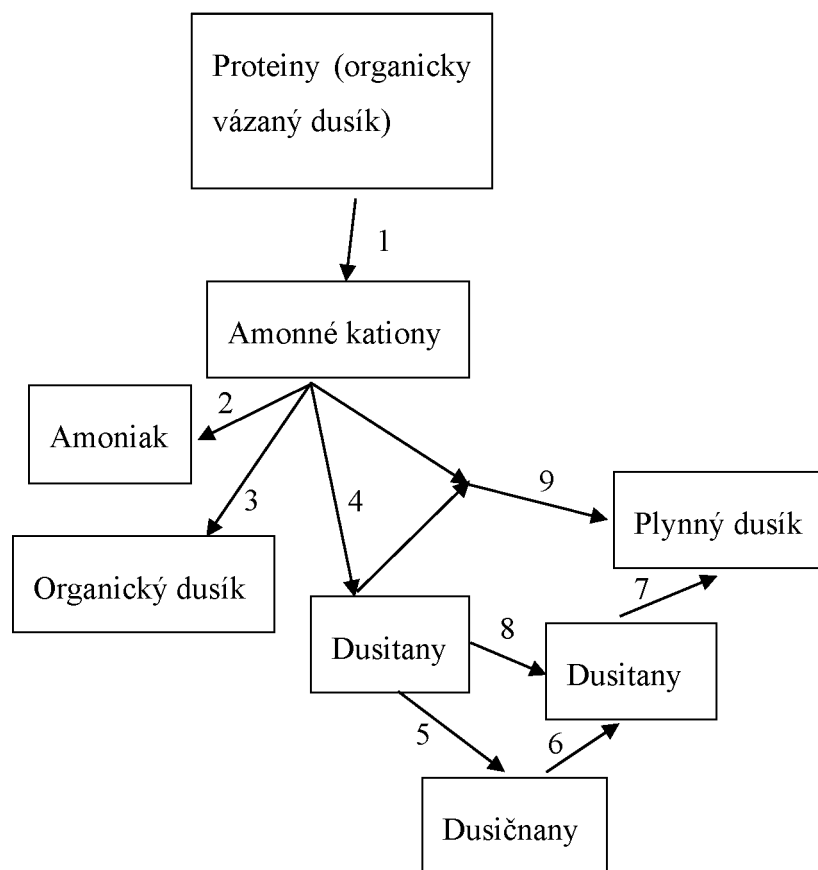 Proteiny (organicky
vázaný dusík)
1
Amonné kationy
2
Amoniak
3
4
9
Plynný dusík
Organický dusík
7
Dusitany
8
Dusitany
5
6
Dusičnany